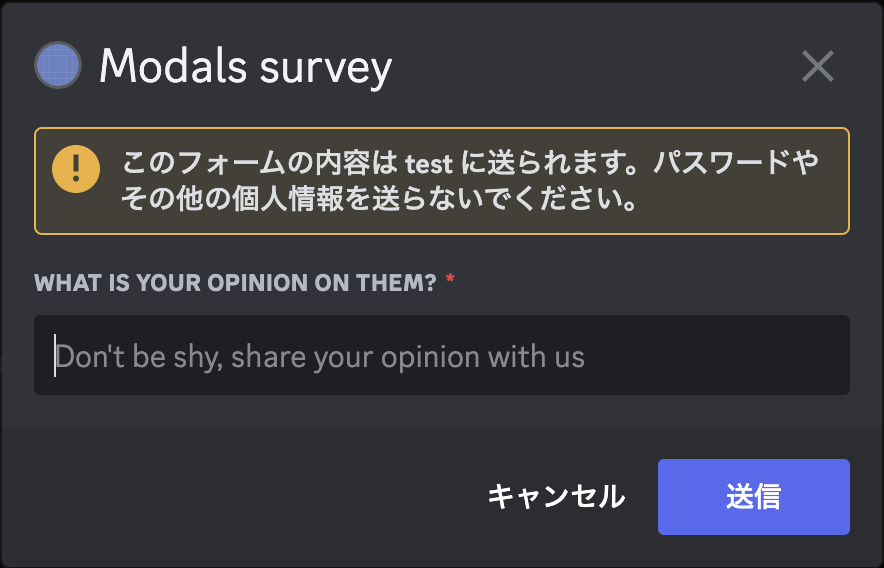 Modals survey
このフォームの内容は test に送られます。パスワードや
その他の個人情報を送らないでください。
WHAT IS YOUR OPINION ON THEM? *
Don't be shy, share your opinion with us
キャンセル
送信